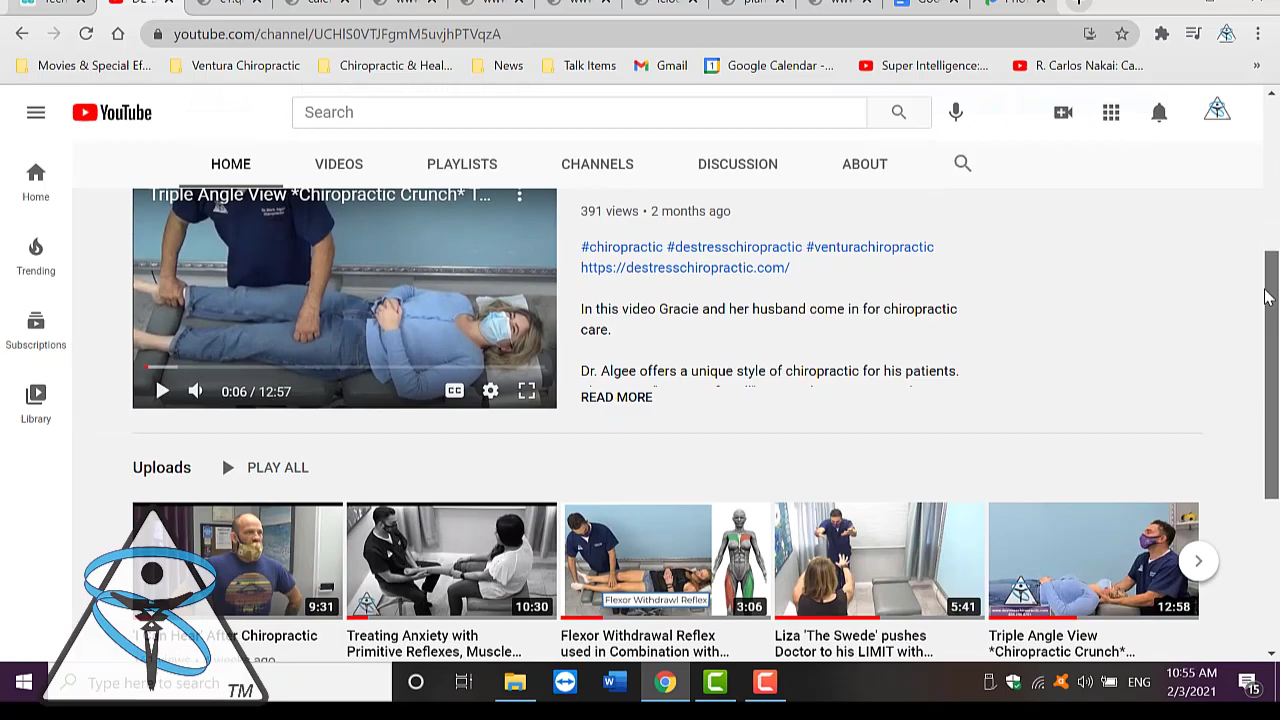 youtube.com/channel/UCHIS0VTJFgmM5uvjhPTVqzA
Movies & Special Ef...
Ventura Chiropractic
Chiropractic & Heal...
News
Talk Items
Gmail
Google Calendar -...
Super Intelligence:...
R. Carlos Nakai: Ca...
»
YouTube
Search
HOME
VIDEOS
PLAYLISTS
CHANNELS
DISCUSSION
ABOUT
Home
Trending
Subscriptions
Library
Triple Angle View *Chiropractic Crunch* T...
0:06 / 12:57
CC
391 views • 2 months ago
#chiropractic #destresschiropractic #venturachiropractic
https://destresschiropractic.com/
In this video Gracie and her husband come in for chiropractic
care.
Dr. Algee offers a unique style of chiropractic for his patients.
READ MORE
Uploads
PLAY ALL
9:31
10:30
Flexor Withdrawl Reflex
3:06
5:41
12:58
After Chiropractic
Treating Anxiety with
Primitive Reflexes, Muscle...
Flexor Withdrawal Reflex
used in Combination with...
Liza 'The Swede' pushes
Doctor to his LIMIT with...
Triple Angle View
*Chiropractic Crunch*...
TM
Type here to search
ENG
10:55 AM
2/3/2021
15